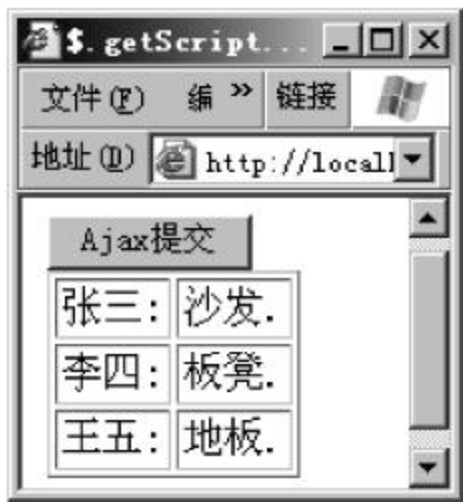 $.getScript...
文件(F) 编 » 链接
地址(D) http://local
Ajax提交
张三: 沙发.
李四: 板凳.
王五: 地板.